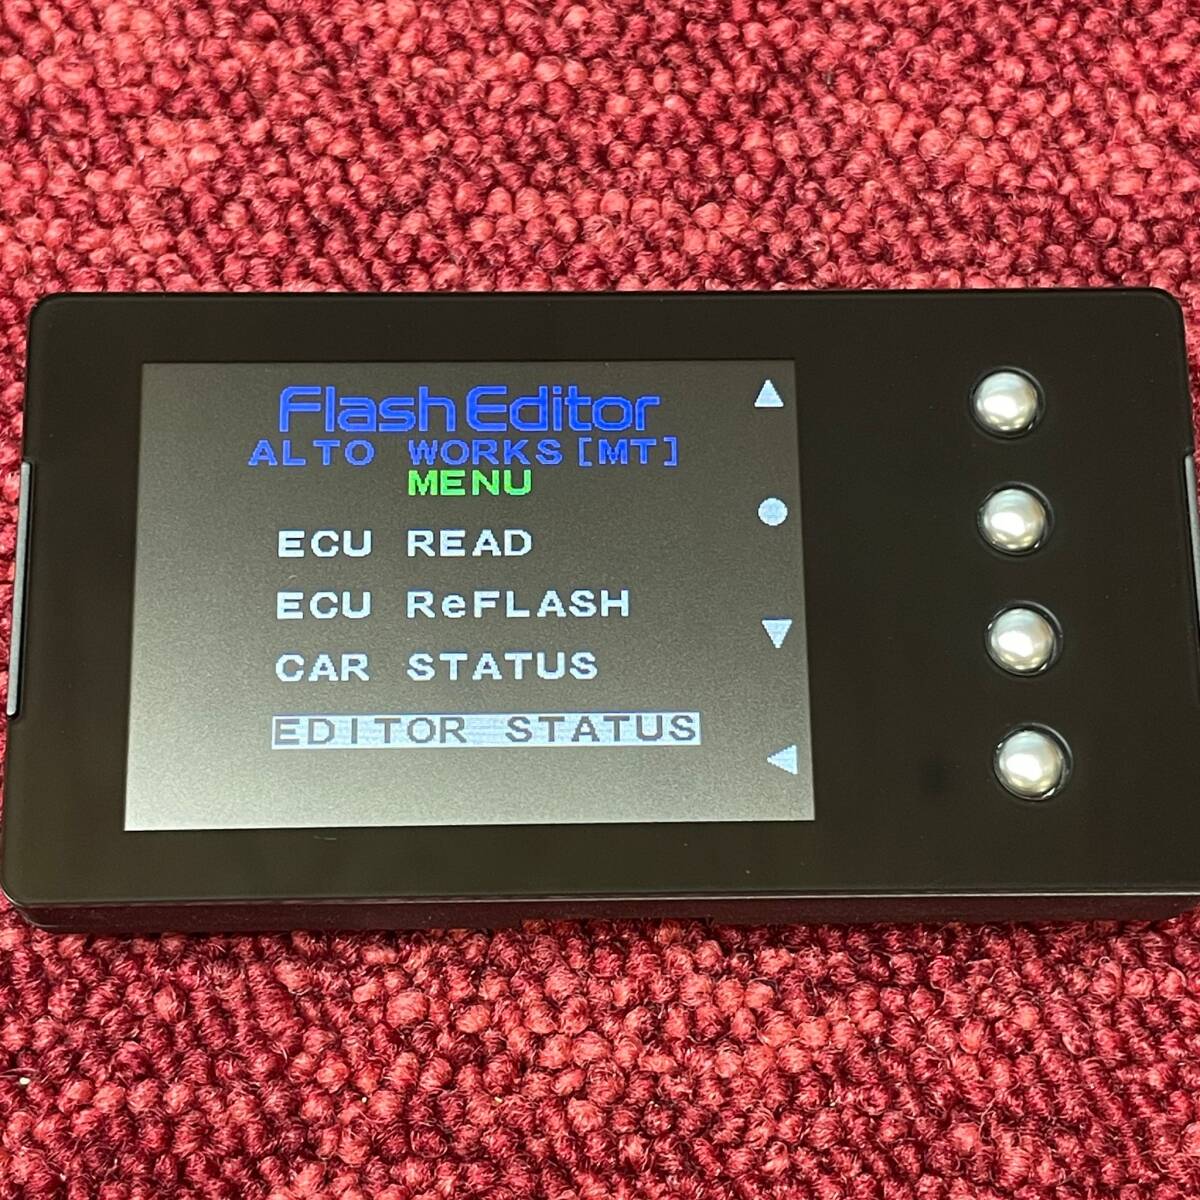 Flash Editor
ALTO WORKS[MT]
MENU
ECU READ
ECU ReFLASH
CAR STATUS
EDITOR STATUS